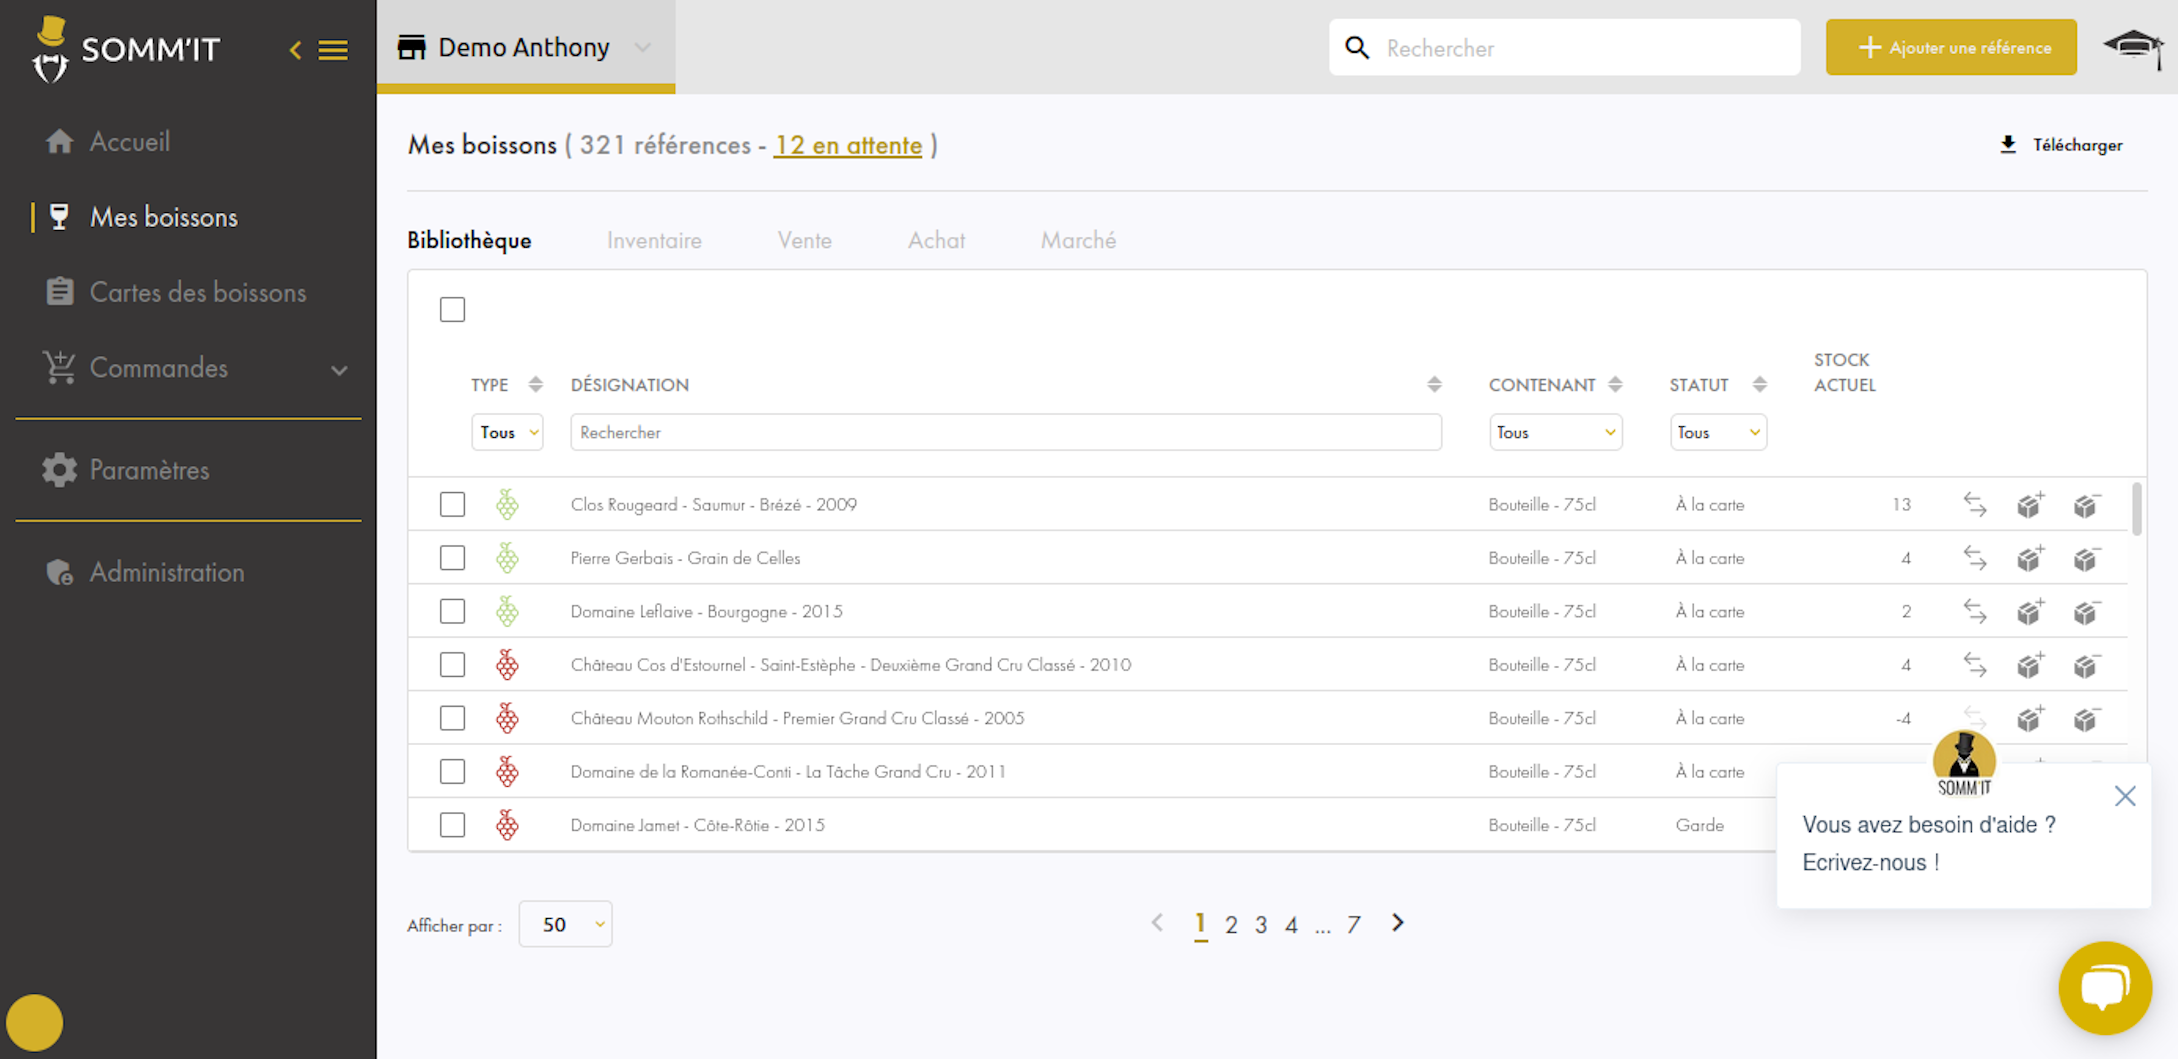 SOMM'IT
Demo Anthony
Rechercher
Ajouter une référence
Accueil
Mes boissons
Cartes des boissons
Commandes
Paramètres
Administration
Mes boissons ( 321 références - 12 en attente )
Télécharger
Bibliothèque Inventaire Vente Achat Marché
TYPE DÉSIGNATION CONTENANT STATUT STOCK ACTUEL
Tous Rechercher Tous Tous
Clos Rougeard - Saumur - Brézé - 2009 Bouteille - 75cl À la carte 13
Pierre Gerbais - Grain de Celles Bouteille - 75cl À la carte 4
Domaine Leflaive - Bourgogne - 2015 Bouteille - 75cl À la carte 2
Château Cos d'Estournel - Saint-Estèphe - Deuxième Grand Cru Classé - 2010 Bouteille - 75cl À la carte 4
Château Mouton Rothschild - Premier Grand Cru Classé - 2005 Bouteille - 75cl À la carte -4
Domaine de la Romanée-Conti - La Tâche Grand Cru - 2011 Bouteille - 75cl À la carte
Domaine Jamet - Côte-Rôtie - 2015 Bouteille - 75cl Garde
SOMM'IT
Vous avez besoin d'aide ?
Ecrivez-nous !
Afficher par : 50
1 2 3 4 ... 7